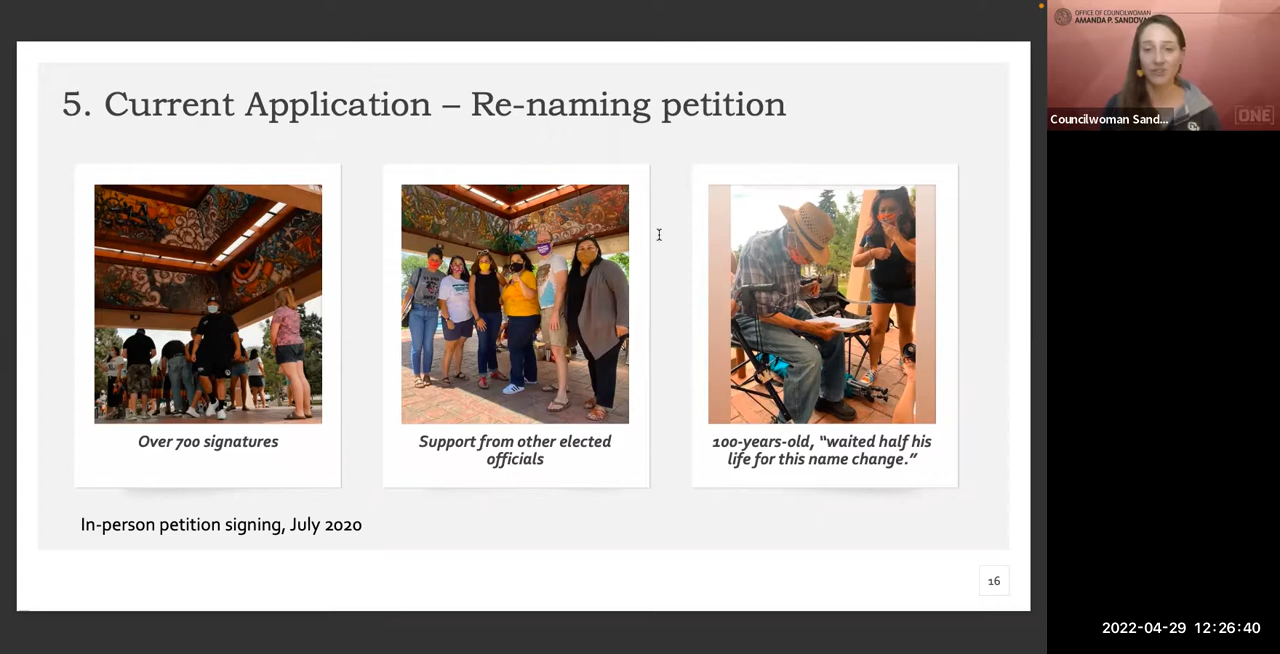 5. Current Application – Re-naming petition
Over 700 signatures
Support from other elected
officials
100-years-old, “waited half his
life for this name change.”
In-person petition signing, July 2020
16
OFFICE OF COUNCILWOMAN
AMANDA P. SANDOVAL
ONE
Councilwoman Sand...
2022-04-29 12:26:40